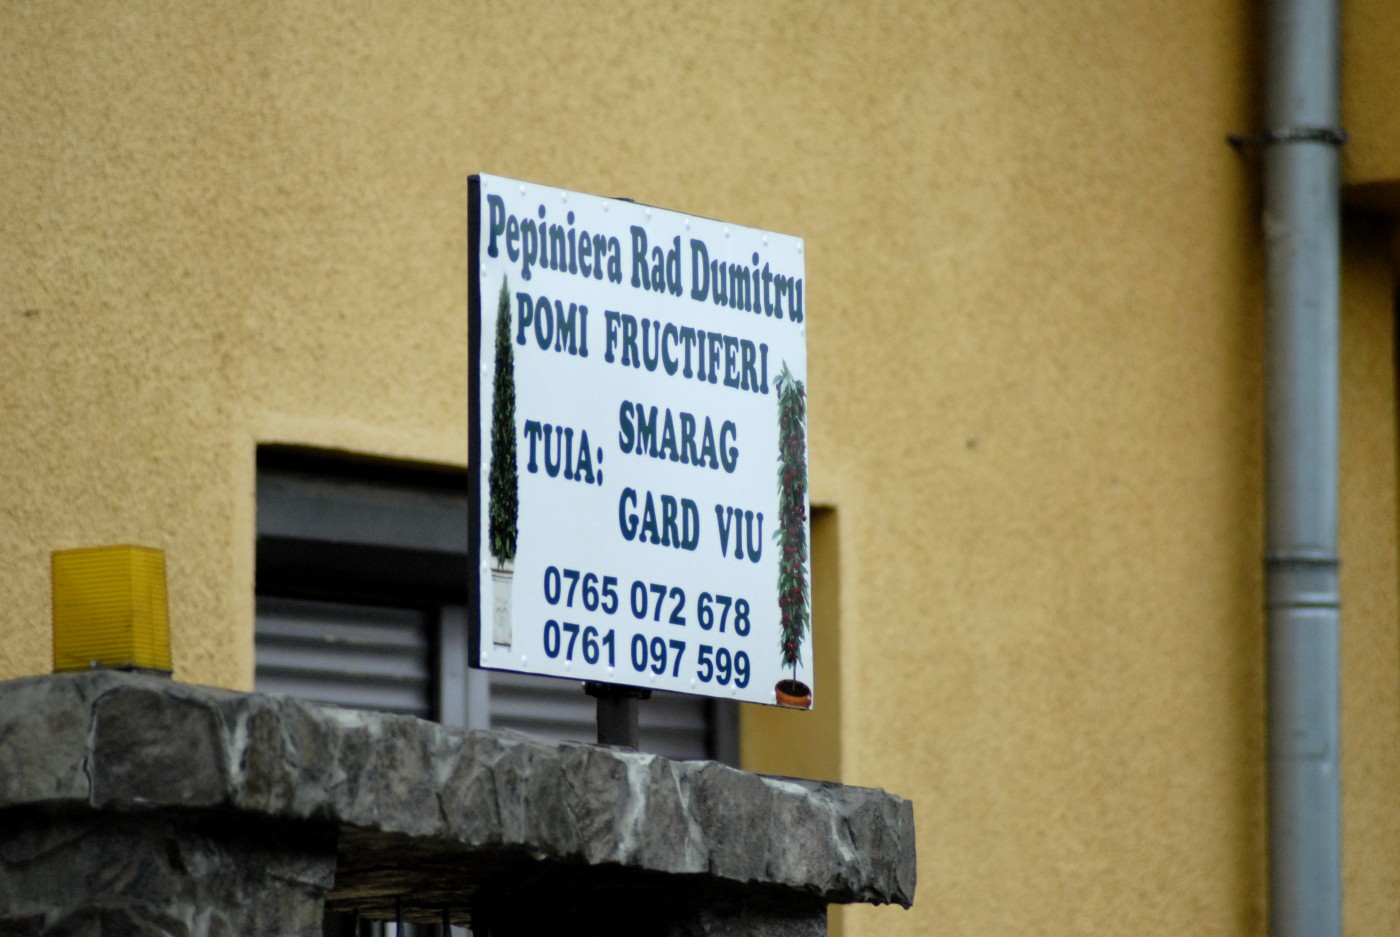 Pepiniera Rad Dumitru
POMI FRUCTIFERI
TUIA: SMARAG
GARD VIU
0765 072 678
0761 097 599